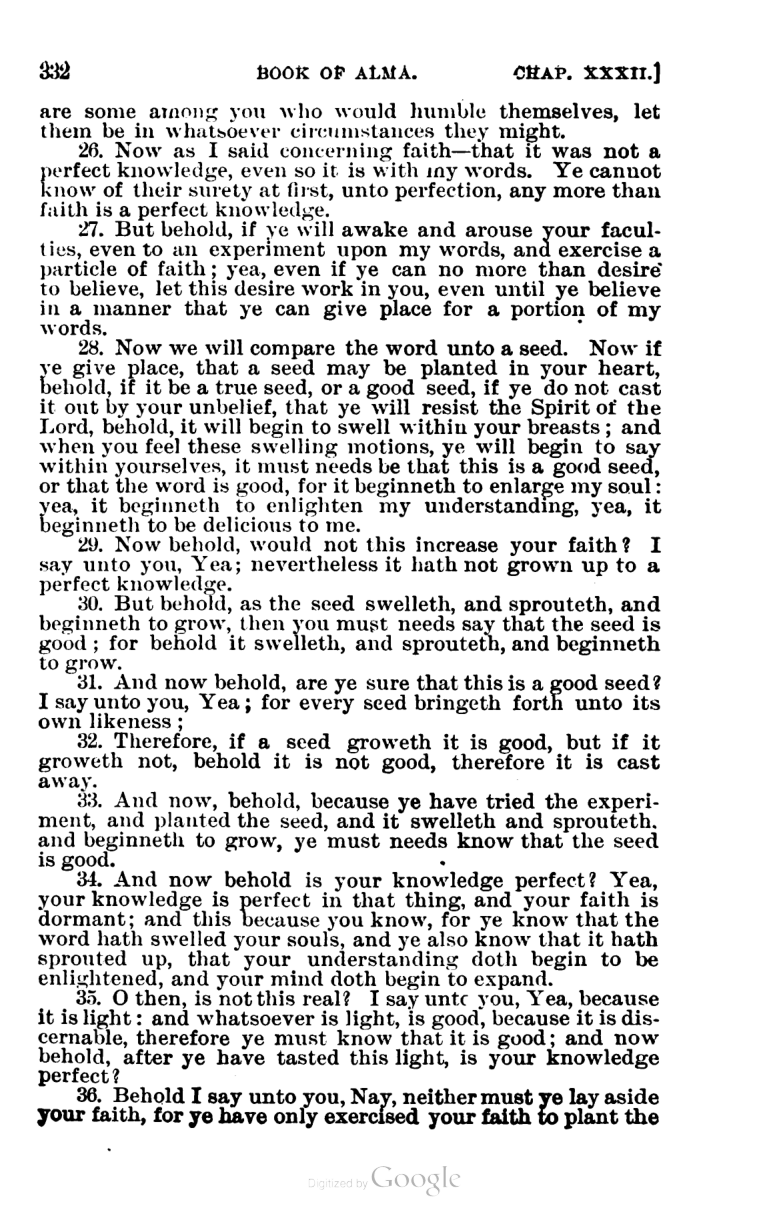 332 BOOK OF ALMA. CHAP. XXXII.]
are some among you who would humble themselves, let
them be in whatsoever circumstances they might.
26. Now as I said concerning faith—that it was not a
perfect knowledge, even so it is with my words. Ye cannot
know of their surety at first, unto perfection, any more than
faith is a perfect knowledge.
27. But behold, if ye will awake and arouse your facul-
ties, even to an experiment upon my words, and exercise a
particle of faith; yea, even if ye can no more than desire
to believe, let this desire work in you, even until ye believe
in a manner that ye can give place for a portion of my
words.
28. Now we will compare the word unto a seed. Now if
ye give place, that a seed may be planted in your heart,
behold, if it be a true seed, or a good seed, if ye do not cast
it out by your unbelief, that ye will resist the Spirit of the
Lord, behold, it will begin to swell within your breasts; and
when you feel these swelling motions, ye will begin to say
within yourselves, it must needs be that this is a good seed,
or that the word is good, for it beginneth to enlarge my soul:
yea, it beginneth to enlighten my understanding, yea, it
beginneth to be delicious to me.
29. Now behold, would not this increase your faith? I
say unto you, Yea; nevertheless it hath not grown up to a
perfect knowledge.
30. But behold, as the seed swelleth, and sprouteth, and
beginneth to grow, then you must needs say that the seed is
good; for behold it swelleth, and sprouteth, and beginneth
to grow.
31. And now behold, are ye sure that this is a good seed?
I say unto you, Yea; for every seed bringeth forth unto its
own likeness;
32. Therefore, if a seed groweth it is good, but if it
groweth not, behold it is not good, therefore it is cast
away.
33. And now, behold, because ye have tried the experi-
ment, and planted the seed, and it swelleth and sprouteth.
and beginneth to grow, ye must needs know that the seed
is good.
34. And now behold is your knowledge perfect? Yea,
your knowledge is perfect in that thing, and your faith is
dormant; and this because you know, for ye know that the
word hath swelled your souls, and ye also know that it hath
sprouted up, that your understanding doth begin to be
enlightened, and your mind doth begin to expand.
35. O then, is not this real? I say unto you, Yea, because
it is light: and whatsoever is light, is good, because it is dis-
cernable, therefore ye must know that it is good; and now
behold, after ye have tasted this light, is your knowledge
perfect?
36. Behold I say unto you, Nay, neither must ye lay aside
your faith, for ye have only exercised your faith to plant the
Digitized by Google